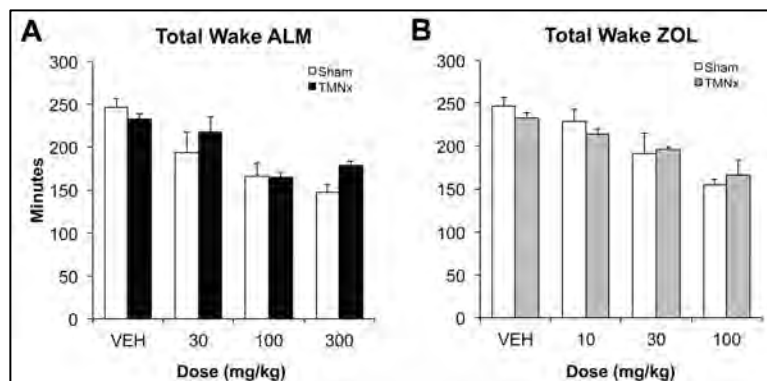 A
Total Wake ALM
Sham
TMNx
300
250
200
150
100
50
0
Minutes
VEH 30 100 300
Dose (mg/kg)
B
Total Wake ZOL
Sham
TMNx
300
250
200
150
100
50
0
VEH 10 30 100
Dose (mg/kg)